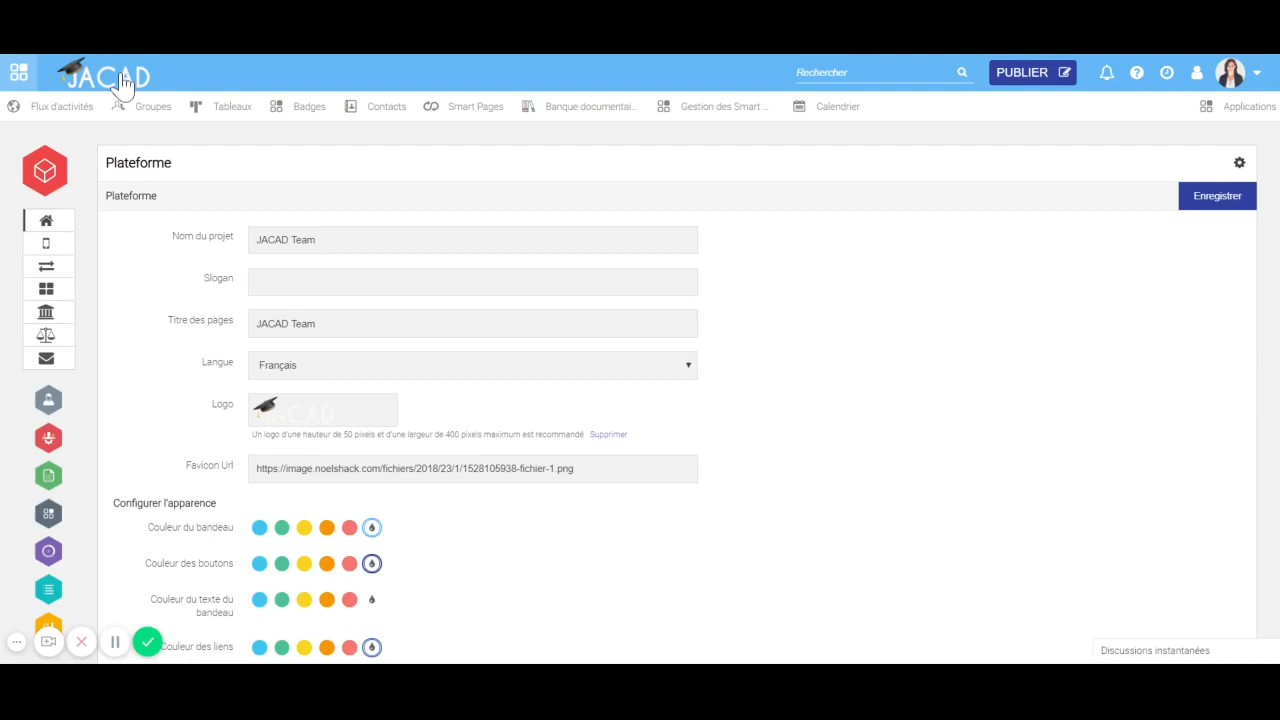 JACAD
Rechercher
PUBLIER
Flux d'activités Groupes Tableaux Badges Contacts Smart Pages Banque documentai... Gestion des Smart ... Calendrier Applications
Plateforme
Plateforme
Enregistrer
Nom du projet JACAD Team
Slogan
Titre des pages JACAD Team
Langue Français
Logo JACAD
Un logo d'une hauteur de 50 pixels et d'une largeur de 400 pixels maximum est recommandé Supprimer
Favicon Url https://image.noelshack.com/fichiers/2018/23/1/1528105938-fichier-1.png
Configurer l'apparence
Couleur du bandeau
Couleur des boutons
Couleur du texte du
bandeau
Couleur des liens
Discussions instantanées